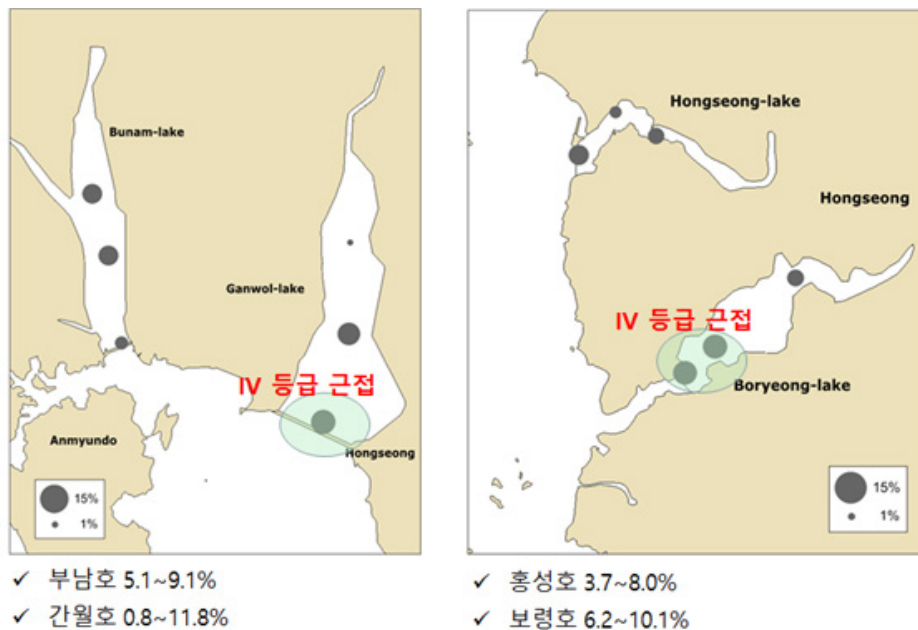 Bunam-lake
Ganwol-lake
IV 등급 근접
Anmyundo
Hongseong
15%
1%
✓ 부남호 5.1~9.1%
✓ 간월호 0.8~11.8%
Hongseong-lake
Hongseong
IV 등급 근접
Boryeong-lake
15%
1%
✓ 홍성호 3.7~8.0%
✓ 보령호 6.2~10.1%